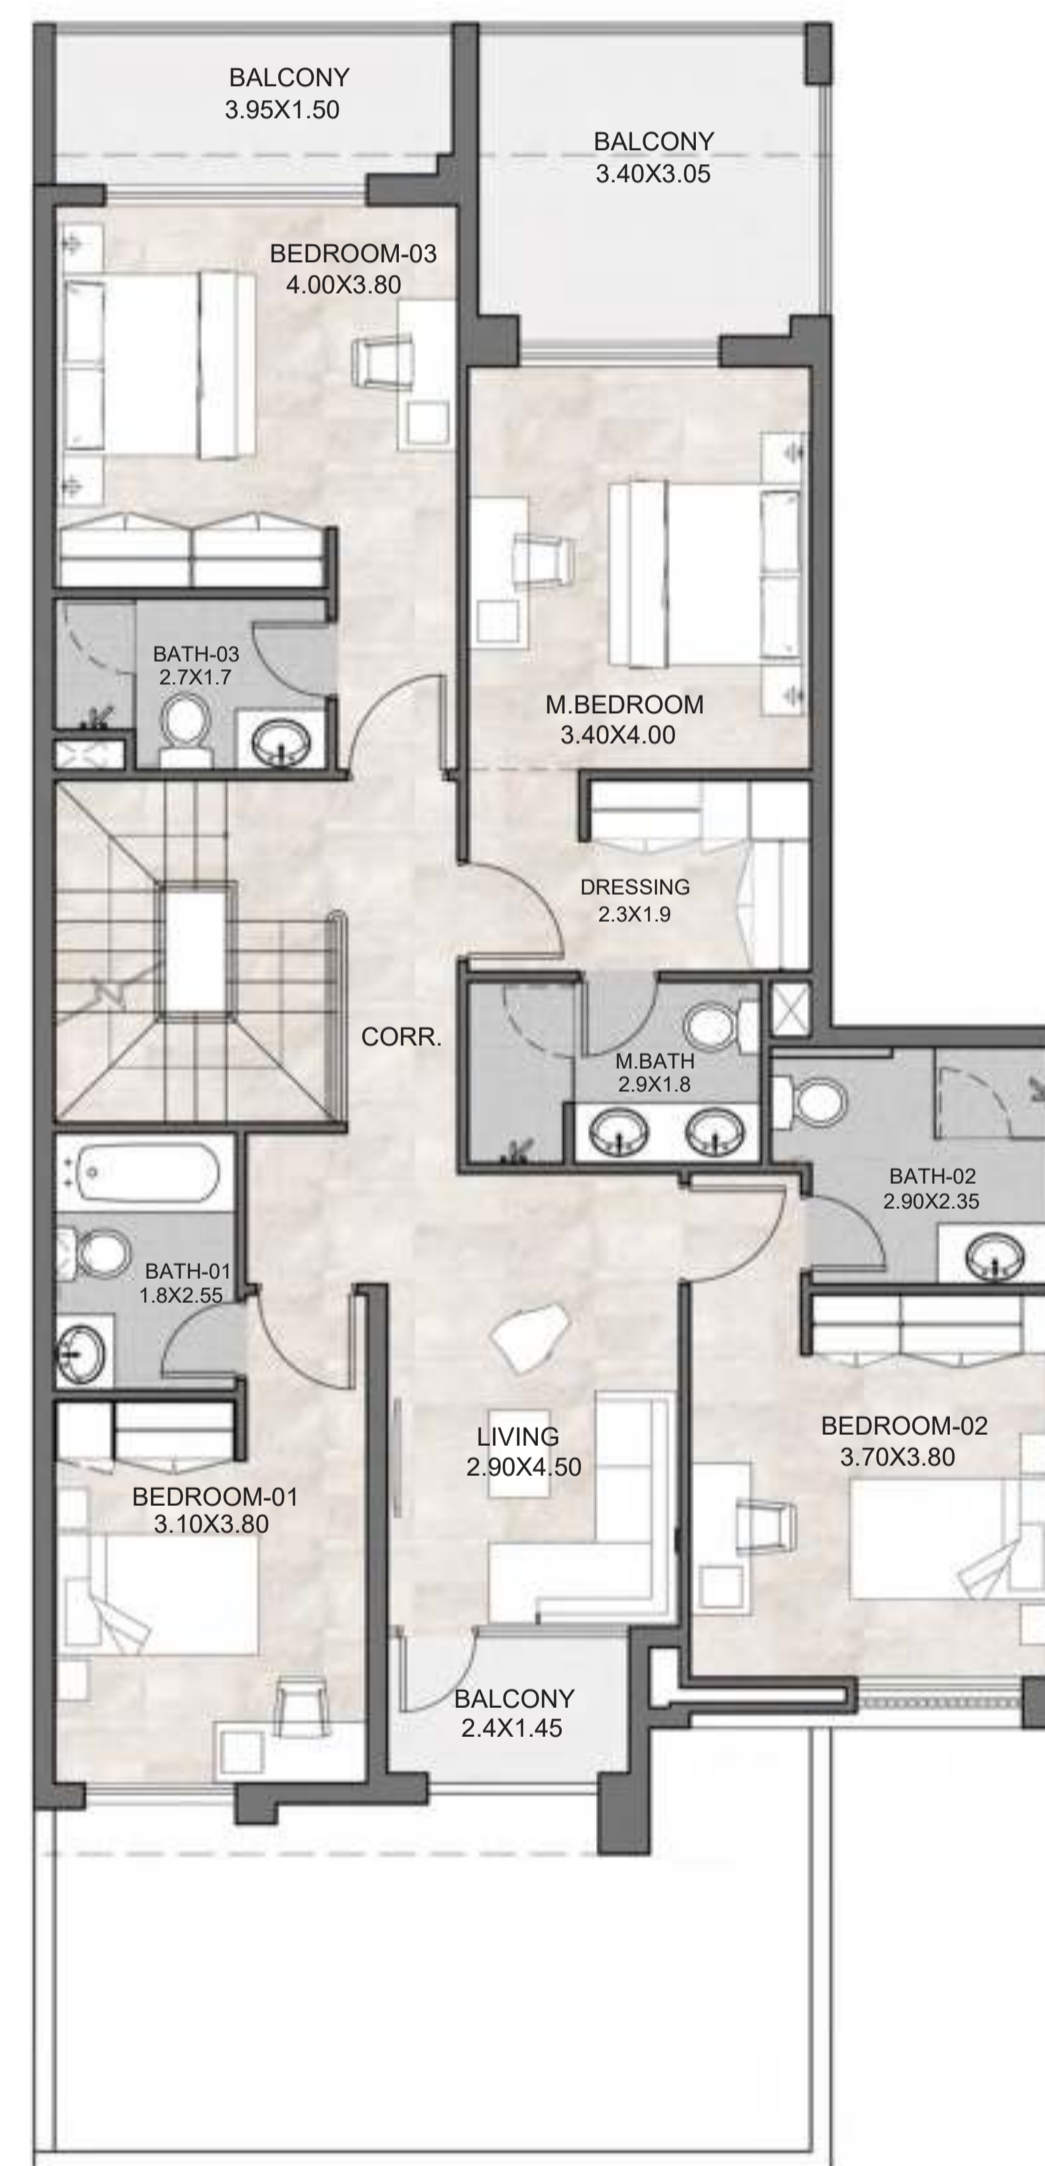 BALCONY
3.95X1.50
BALCONY
3.40X3.05
BEDROOM-03
4.00X3.80
BATH-03
2.7X1.7
M.BEDROOM
3.40X4.00
DRESSING
2.3X1.9
CORR.
M.BATH
2.9X1.8
BATH-02
2.90X2.35
BATH-01
1.8X2.55
LIVING
2.90X4.50
BEDROOM-02
3.70X3.80
BEDROOM-01
3.10X3.80
BALCONY
2.4X1.45